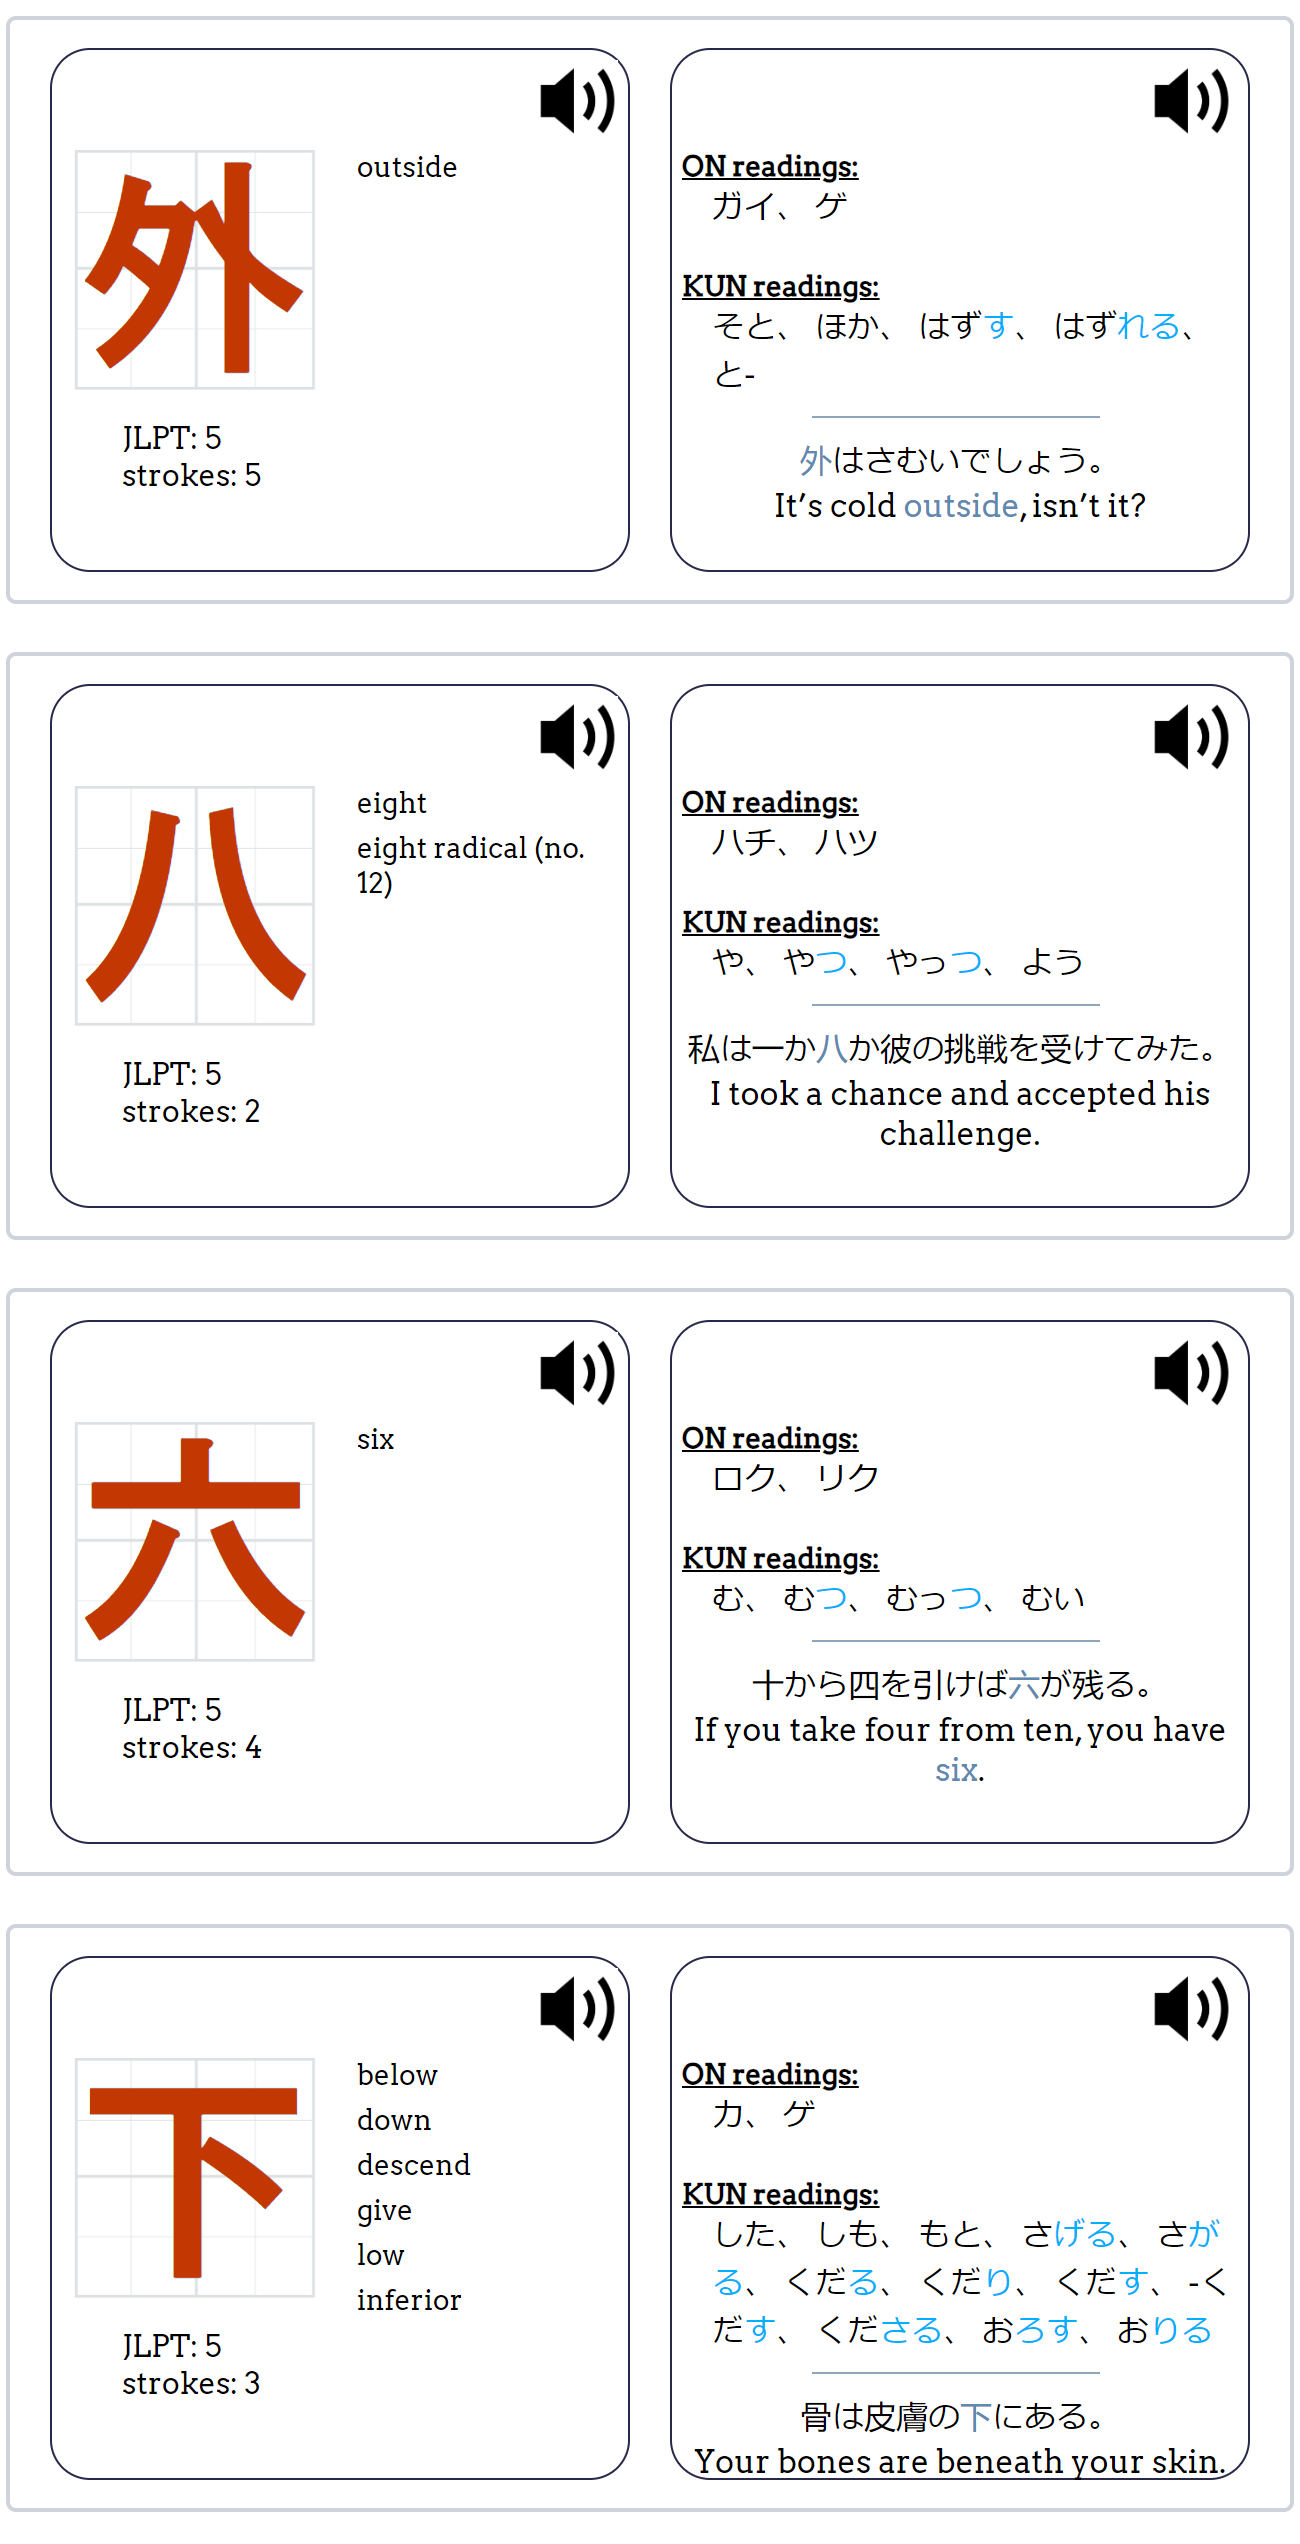 外
outside
JLPT: 5
strokes: 5
ON readings:
ガイ、 ゲ
KUN readings:
そと、 ほか、 はずす、 はずれる、
と-
外はさむいでしょう。
It’s cold outside, isn’t it?
八
eight
eight radical (no.
12)
JLPT: 5
strokes: 2
ON readings:
ハチ、 ハツ
KUN readings:
や、 やつ、 やっつ、 よう
私は一か八か彼の挑戦を受けてみた。
I took a chance and accepted his
challenge.
六
six
JLPT: 5
strokes: 4
ON readings:
ロク、 リク
KUN readings:
む、 むつ、 むっつ、 むい
十から四を引けば六が残る。
If you take four from ten, you have
six.
下
below
down
descend
give
low
inferior
JLPT: 5
strokes: 3
ON readings:
カ、 ゲ
KUN readings:
した、 しも、 もと、 さげる、 さが
る、 くだる、 くだり、 くだす、 -く
だす、 くださる、 おろす、 おりる
骨は皮膚の下にある。
Your bones are beneath your skin.